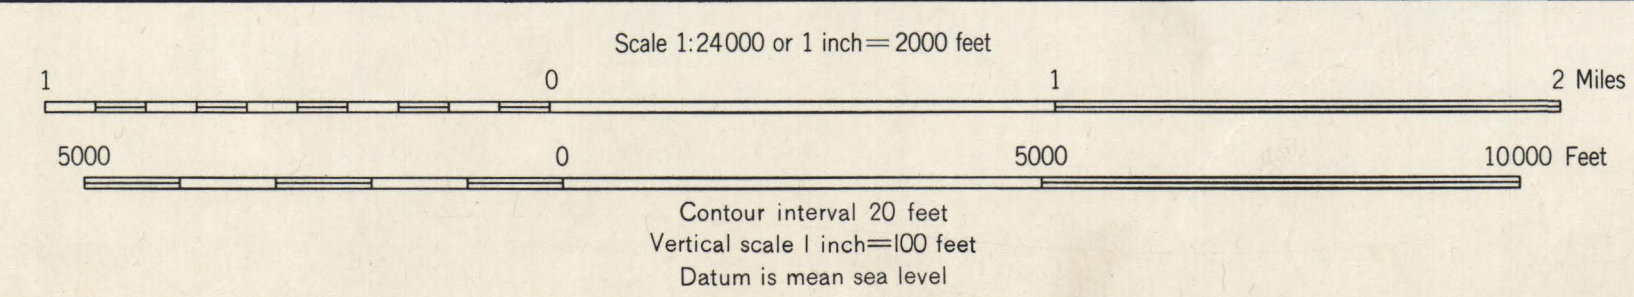 Scale 1:24000 or 1 inch=2000 feet
1 0 1 2 Miles
5000 0 5000 10000 Feet
Contour interval 20 feet
Vertical scale 1 inch=100 feet
Datum is mean sea level